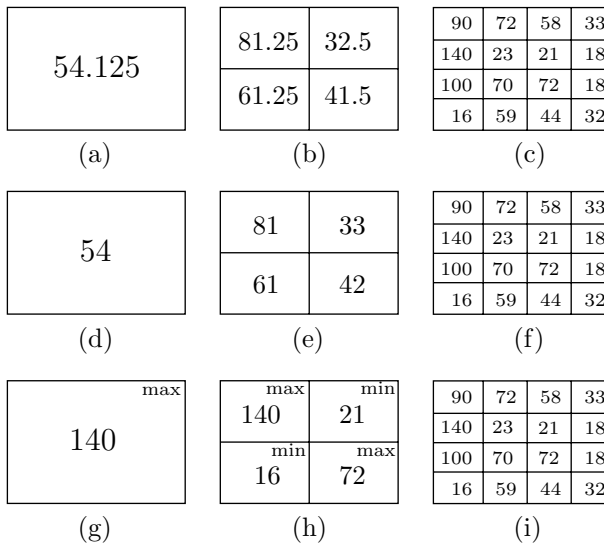 54.125
(a)
81.25 32.5
61.25 41.5
(b)
90 72 58 33
140 23 21 18
100 70 72 18
16 59 44 32
(c)
54
(d)
81 33
61 42
(e)
90 72 58 33
140 23 21 18
100 70 72 18
16 59 44 32
(f)
max
140
(g)
max min
140 21
min max
16 72
(h)
90 72 58 33
140 23 21 18
100 70 72 18
16 59 44 32
(i)